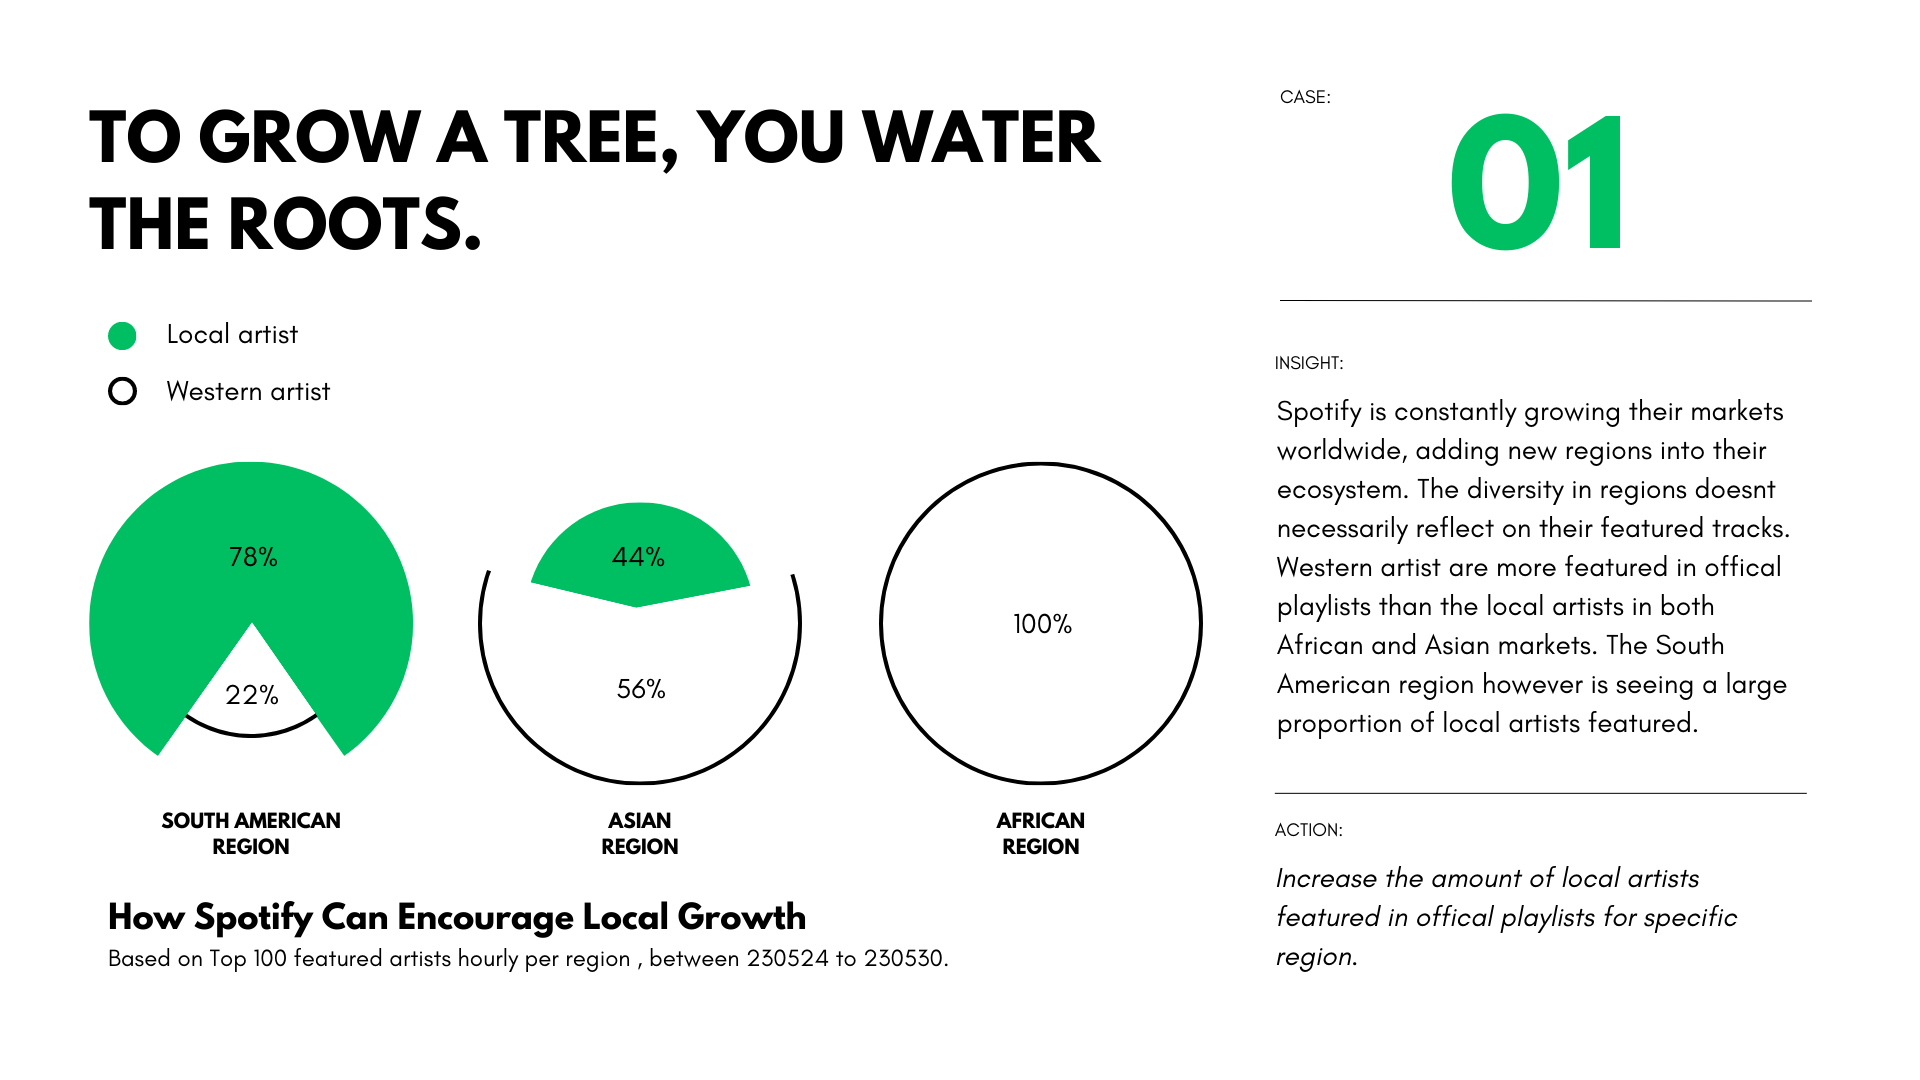 TO GROW A TREE, YOU WATER
THE ROOTS.
Local artist
Western artist
78%
22%
SOUTH AMERICAN
REGION
44%
56%
ASIAN
REGION
100%
AFRICAN
REGION
How Spotify Can Encourage Local Growth
Based on Top 100 featured artists hourly per region , between 230524 to 230530.
CASE:
01
INSIGHT:
Spotify is constantly growing their markets
worldwide, adding new regions into their
ecosystem. The diversity in regions doesnt
necessarily reflect on their featured tracks.
Western artist are more featured in offical
playlists than the local artists in both
African and Asian markets. The South
American region however is seeing a large
proportion of local artists featured.
ACTION:
Increase the amount of local artists
featured in offical playlists for specific
region.